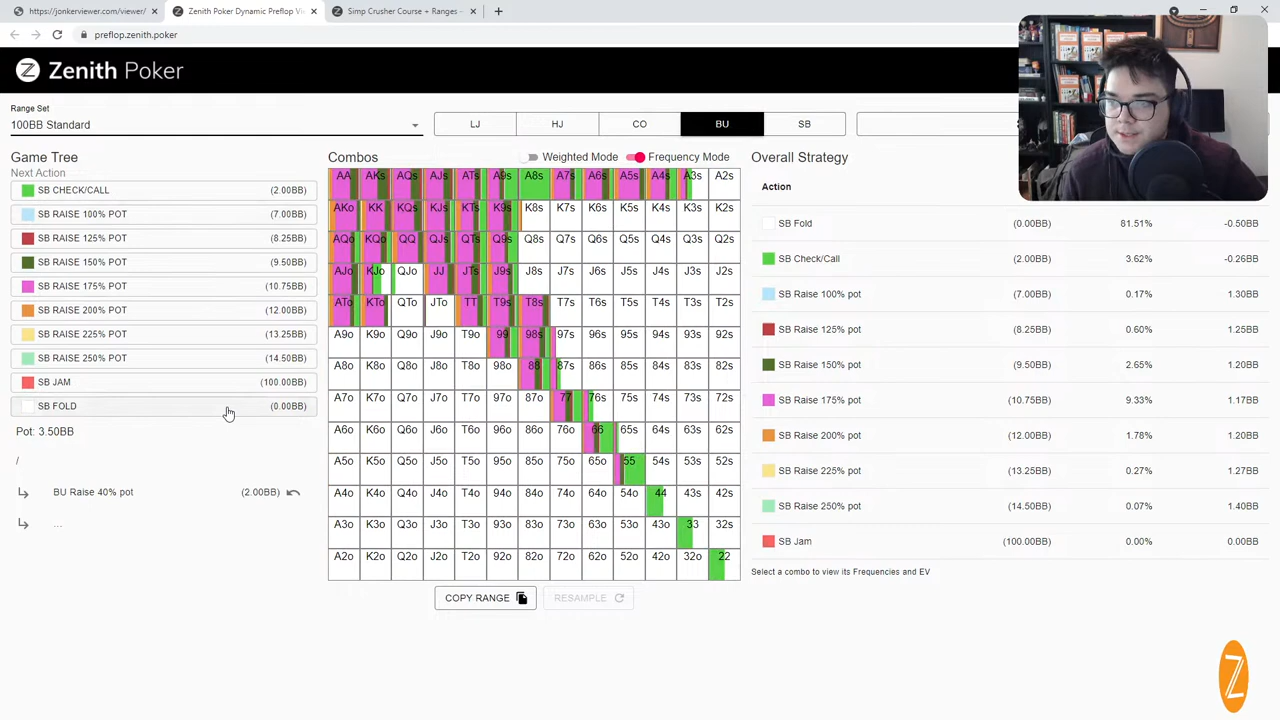 https://jonkerviewer.com/viewer/
Zenith Poker Dynamic Preflop Vi
Simp Crusher Course + Ranges -
preflop.zenith.poker
Zenith Poker
Range Set
100BB Standard
LJ HJ CO BU SB
Game Tree
Next Action
SB CHECK/CALL (2.00BB)
SB RAISE 100% POT (7.00BB)
SB RAISE 125% POT (8.25BB)
SB RAISE 150% POT (9.50BB)
SB RAISE 175% POT (10.75BB)
SB RAISE 200% POT (12.00BB)
SB RAISE 225% POT (13.25BB)
SB RAISE 250% POT (14.50BB)
SB JAM (100.00BB)
SB FOLD (0.00BB)
Pot: 3.50BB
/
BU Raise 40% pot (2.00BB)
...
Combos
Weighted Mode Frequency Mode
AA AKs AQs AJs ATs A9s A8s A7s A6s A5s A4s A3s A2s
AKo KK KQs KJs KTs K9s K8s K7s K6s K5s K4s K3s K2s
AQo KQo QQ QJs QTs Q9s Q8s Q7s Q6s Q5s Q4s Q3s Q2s
AJo KJo QJo JJ JTs J9s J8s J7s J6s J5s J4s J3s J2s
ATo KTo QTo JTo TT T9s T8s T7s T6s T5s T4s T3s T2s
A9o K9o Q9o J9o T9o 99 98s 97s 96s 95s 94s 93s 92s
A8o K8o Q8o J8o T8o 98o 88 87s 86s 85s 84s 83s 82s
A7o K7o Q7o J7o T7o 97o 87o 77 76s 75s 74s 73s 72s
A6o K6o Q6o J6o T6o 96o 86o 76o 66 65s 64s 63s 62s
A5o K5o Q5o J5o T5o 95o 85o 75o 65o 55 54s 53s 52s
A4o K4o Q4o J4o T4o 94o 84o 74o 64o 54o 44 43s 42s
A3o K3o Q3o J3o T3o 93o 83o 73o 63o 53o 43o 33 32s
A2o K2o Q2o J2o T2o 92o 82o 72o 62o 52o 42o 32o 22
COPY RANGE
RESAMPLE
Overall Strategy
Action
SB Fold (0.00BB) 81.51% -0.50BB
SB Check/Call (2.00BB) 3.62% -0.26BB
SB Raise 100% pot (7.00BB) 0.17% 1.30BB
SB Raise 125% pot (8.25BB) 0.60% 1.25BB
SB Raise 150% pot (9.50BB) 2.65% 1.20BB
SB Raise 175% pot (10.75BB) 9.33% 1.17BB
SB Raise 200% pot (12.00BB) 1.78% 1.20BB
SB Raise 225% pot (13.25BB) 0.27% 1.27BB
SB Raise 250% pot (14.50BB) 0.07% 1.40BB
SB Jam (100.00BB) 0.00% 0.00BB
Select a combo to view its Frequencies and EV
Z